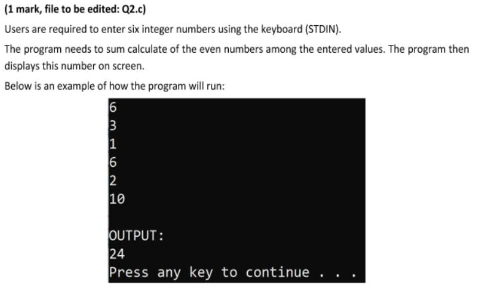 (1 mark, file to be edited: Q2.c)
Users are required to enter six integer numbers using the keyboard (STDIN).
The program needs to sum calculate of the even numbers among the entered values. The program then
displays this number on screen.
Below is an example of how the program will run:
6
3
1
6
2
10
OUTPUT:
24
Press any key to continue . . .